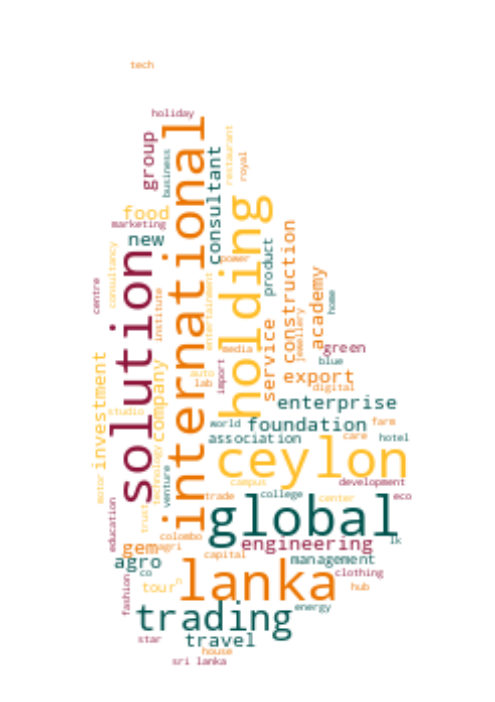 tech
holiday
international
group
business
consultant
restaurant
royal
food
marketing
new
holding
consultancy
solution
power
product
construction
academy
home
centre
institute
entertainment
jewellery
service
media
green
blue
investment
company
auto
lab
import
export
digital
enterprise
studio
world
foundation
farm
association
care
hotel
ceylon
motor
technology
venture
campus
development
trade
college
center
eco
education
trust
global
colombo
engineering
lk
gem
agri
capital
management
agro
co
clothing
lanka
tour
hub
fashion
trading
energy
star
travel
house
sri lanka